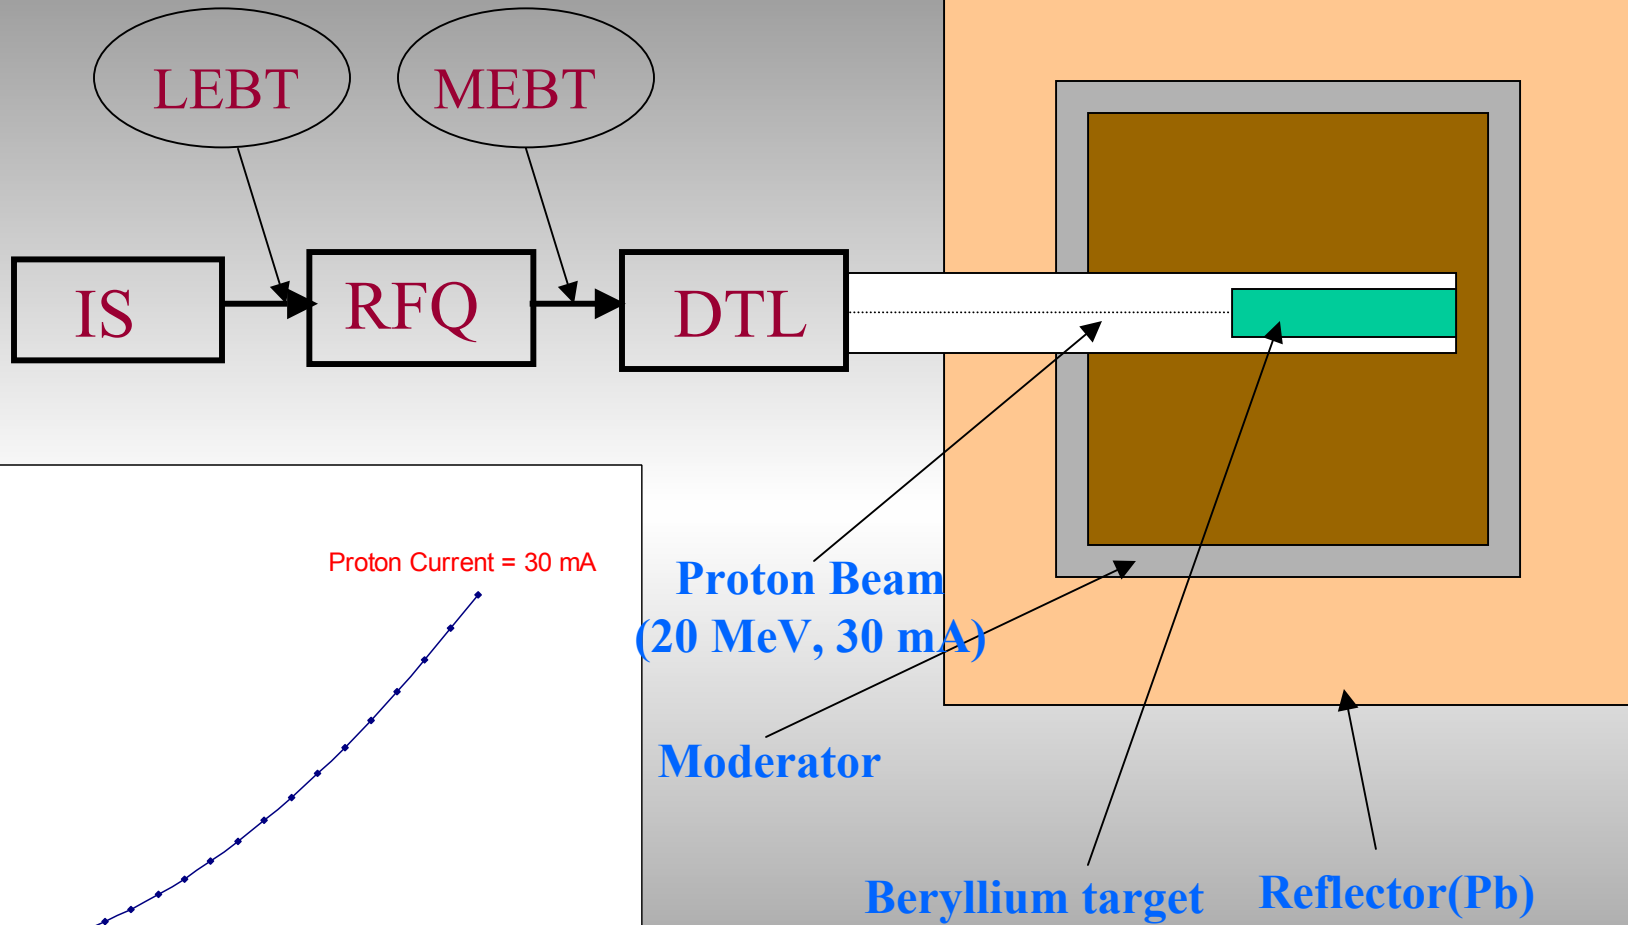 LEBT
MEBT
IS
RFQ
DTL
Proton Current = 30 mA
Proton Beam
(20 MeV, 30 mA)
Moderator
Beryllium target
Reflector(Pb)